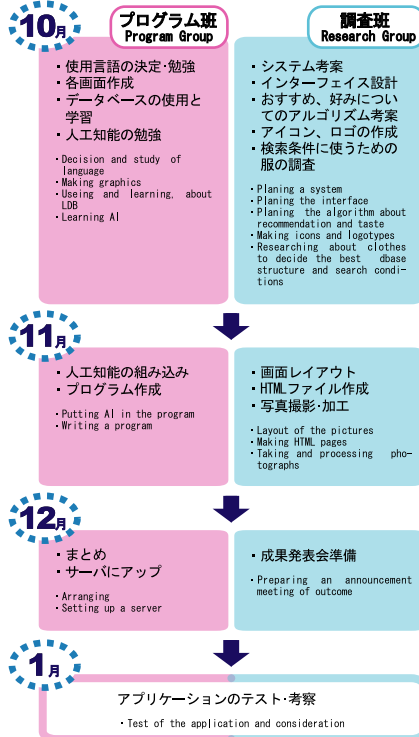 10月
プログラム班
Program Group
調査班
Research Group
・使用言語の決定・勉強
・各画面作成
・データベースの使用と
学習
・人工知能の勉強
・Decision and study of
language
・Making graphics
・Useing and learning, about
LDB
・Learning AI
・システム考案
・インターフェイス設計
・おすすめ、好みについ
てのアルゴリズム考案
・アイコン、ロゴの作成
・検索条件に使うための
服の調査
・Planing a system
・Planing the interface
・Planing the algorithm about
recommendation and taste
・Making icons and logotypes
・Researching about clothes
to decide the best dbase
structure and search condi-
tions
11月
・人工知能の組み込み
・プログラム作成
・Putting AI in the program
・Writing a program
・画面レイアウト
・HTMLファイル作成
・写真撮影・加工
・Layout of the pictures
・Making HTML pages
・Taking and processing pho-
tographs
12月
・まとめ
・サーバにアップ
・Arranging
・Setting up a server
・成果発表会準備
・Preparing an announcement
meeting of outcome
1月
アプリケーションのテスト・考察
・Test of the application and consideration